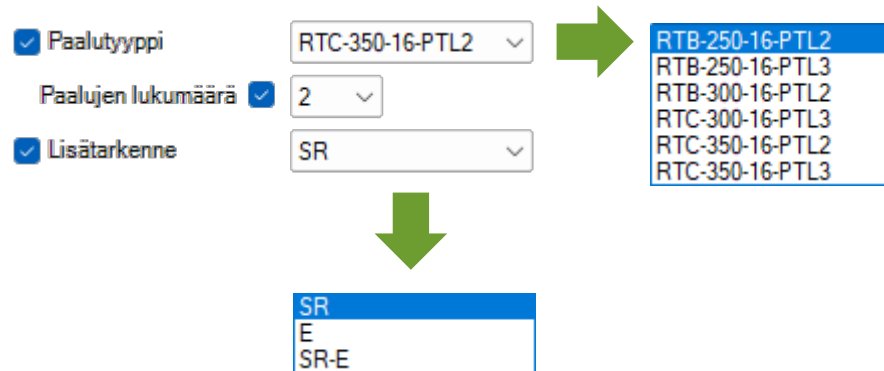 Paalutyyppi RTC-350-16-PTL2
Paalujen lukumäärä 2
Lisätarkenne SR
RTB-250-16-PTL2
RTB-250-16-PTL3
RTB-300-16-PTL2
RTC-300-16-PTL3
RTC-350-16-PTL2
RTC-350-16-PTL3
SR
E
SR-E